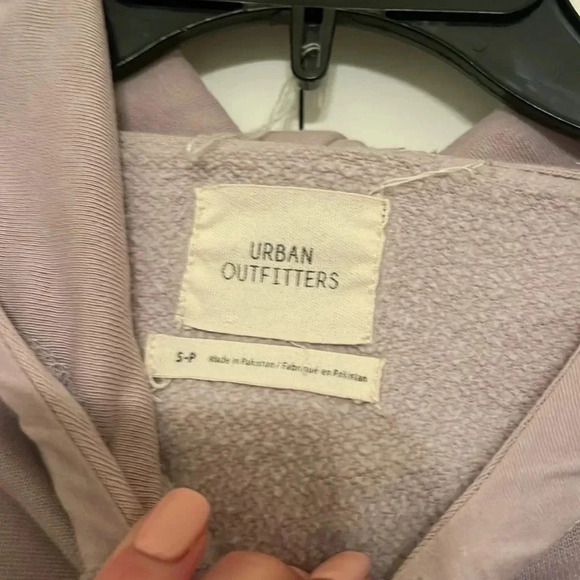 URBAN
OUTFITTERS
S-P Made in Pakistan / Fabriqué en Pakistan